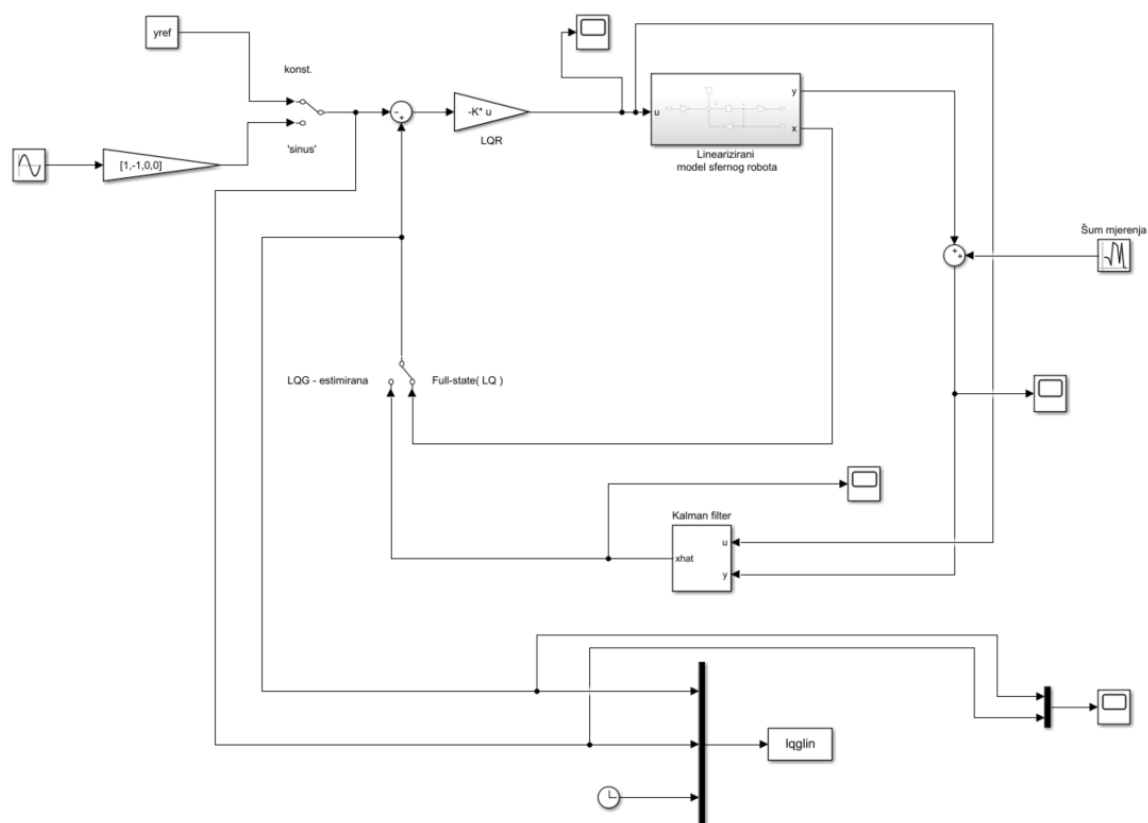 yref
konst.
'sinus'
[1,-1,0,0]
-K* u
LQR
u
y
x
Linearizirani
model sfernog robota
Šum mjerenja
LQG - estimirana
Full-state( LQ )
Kalman filter
u
xhat
y
lqglin